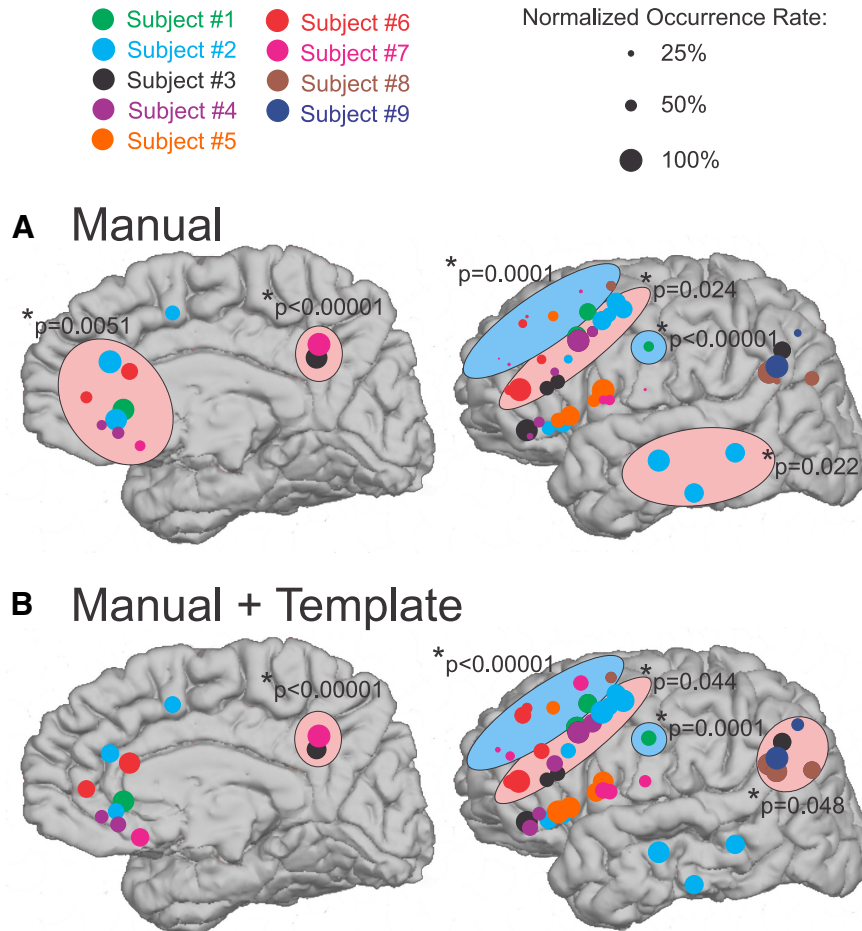 Subject #1
Subject #2
Subject #3
Subject #4
Subject #5
Subject #6
Subject #7
Subject #8
Subject #9
Normalized Occurrence Rate:
25%
50%
100%
A Manual
*p=0.0051
*p<0.00001
*p=0.0001
*p=0.024
*p<0.00001
*p=0.022
B Manual + Template
*p<0.00001
*p<0.00001
*p=0.044
*p=0.0001
*p=0.048